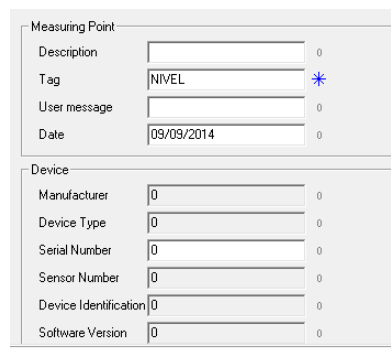 Measuring Point
Description 0
Tag NIVEL
User message 0
Date 09/09/2014 0
Device
Manufacturer 0 0
Device Type 0 0
Serial Number 0 0
Sensor Number 0 0
Device Identification 0 0
Software Version 0 0